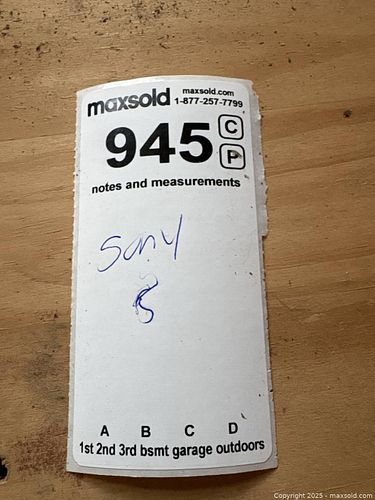 maxsold maxsold.com
1-877-257-7799
945 C
P
notes and measurements
Sony
A B C D
1st 2nd 3rd bsmt garage outdoors
Copyright 2025 - maxsold.com